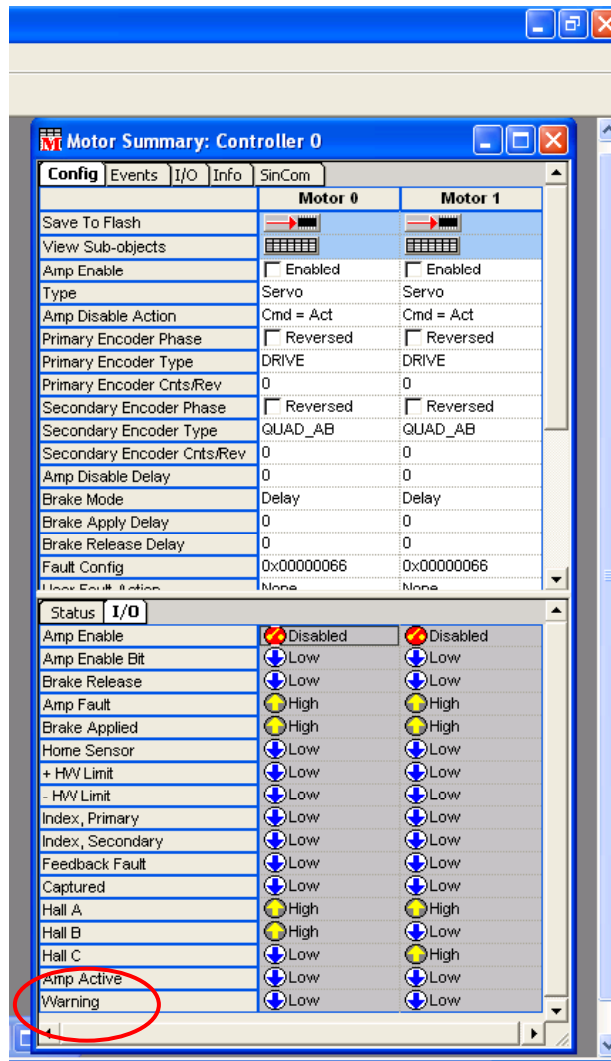 Motor Summary: Controller 0
Config Events I/O Info SinCom
Motor 0 Motor 1
Save To Flash
View Sub-objects
Amp Enable Enabled Enabled
Type Servo Servo
Amp Disable Action Cmd = Act Cmd = Act
Primary Encoder Phase Reversed Reversed
Primary Encoder Type DRIVE DRIVE
Primary Encoder Cnts/Rev 0 0
Secondary Encoder Phase Reversed Reversed
Secondary Encoder Type QUAD_AB QUAD_AB
Secondary Encoder Cnts/Rev 0 0
Amp Disable Delay 0 0
Brake Mode Delay Delay
Brake Apply Delay 0 0
Brake Release Delay 0 0
Fault Config 0x00000066 0x00000066
User Fault Action None None
Status I/O
Amp Enable Disabled Disabled
Amp Enable Bit Low Low
Brake Release Low Low
Amp Fault High High
Brake Applied High High
Home Sensor Low Low
+ HW Limit Low Low
- HW Limit Low Low
Index, Primary Low Low
Index, Secondary Low Low
Feedback Fault Low Low
Captured Low Low
Hall A High High
Hall B High Low
Hall C Low High
Amp Active Low Low
Warning Low Low